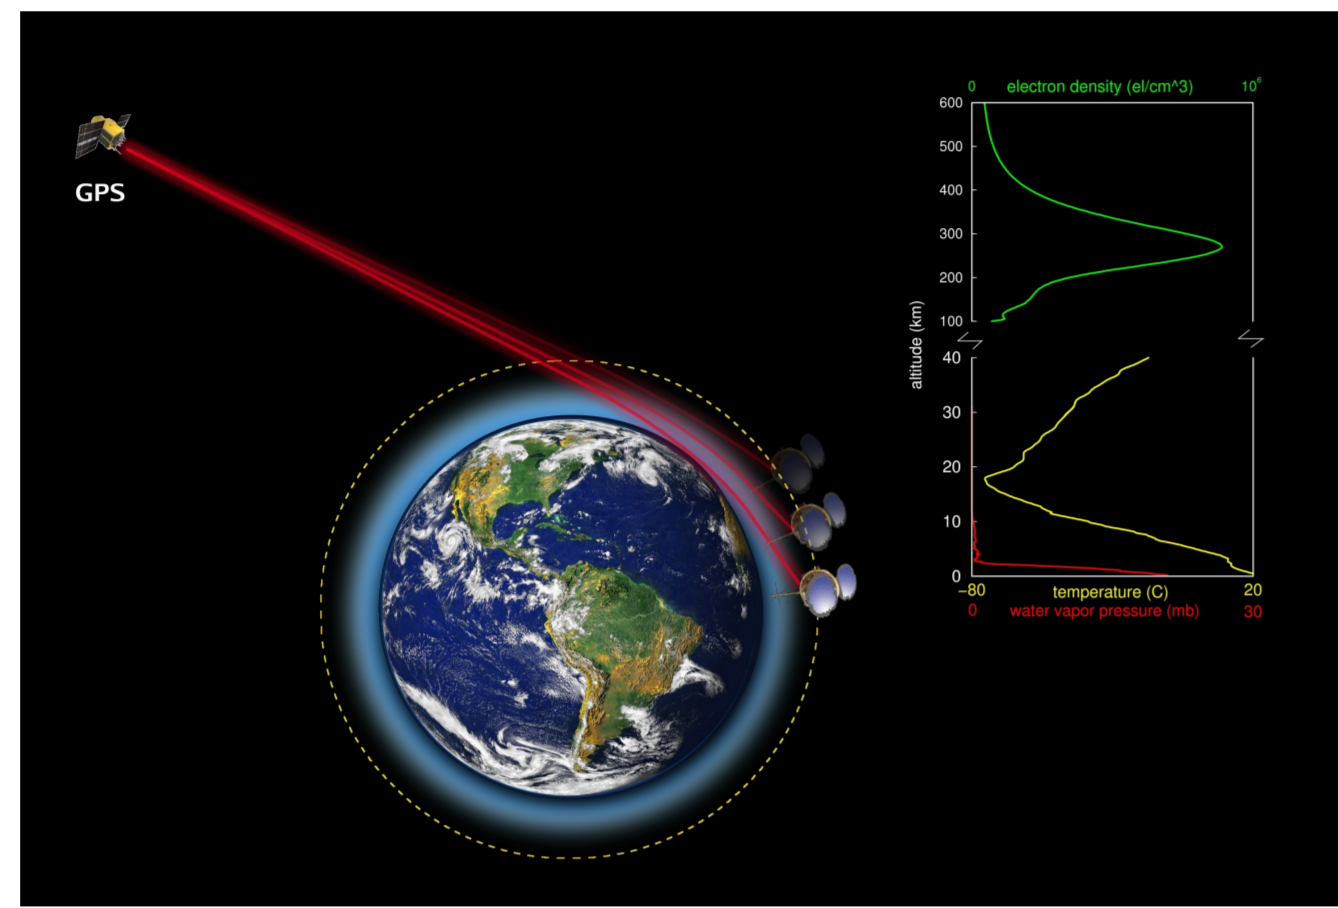 GPS
0 electron density (el/cm^3) 10⁶
600
500
400
300
200
100
altitude (km)
40
30
20
10
0
−80 temperature (C) 20
0 water vapor pressure (mb) 30